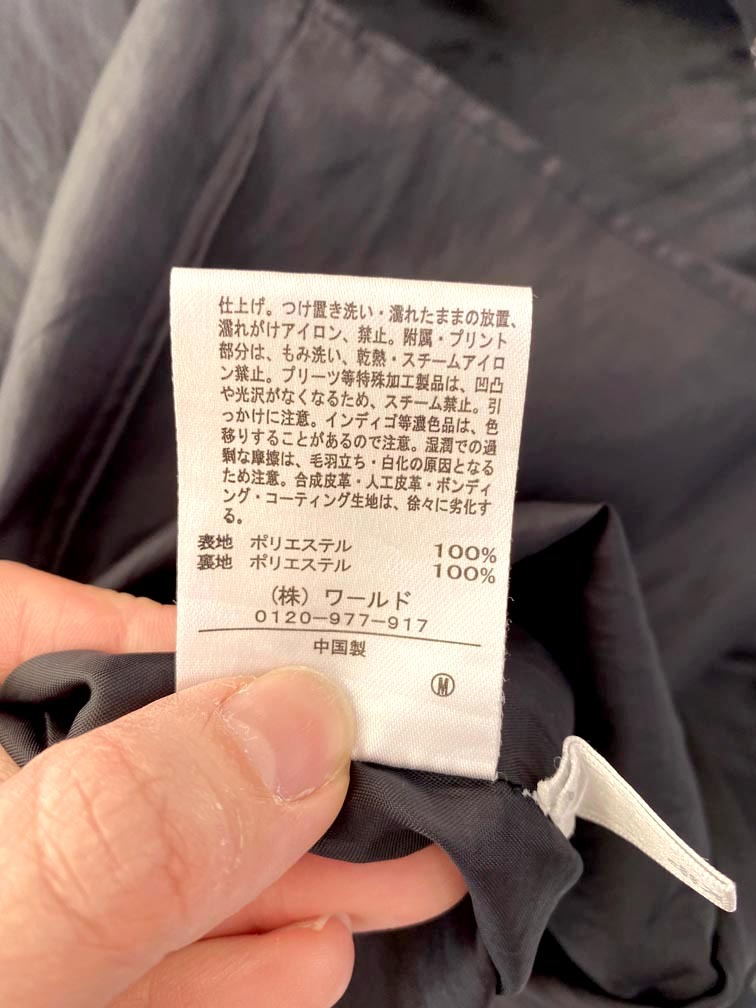 仕上げ。つけ置き洗い・濡れたままの放置、
濡れがけアイロン、禁止。附属・プリント
部分は、もみ洗い、乾熱・スチームアイロ
ン禁止。プリーツ等特殊加工製品は、凹凸
や光沢がなくなるため、スチーム禁止。引
っかけに注意。インディゴ等濃色品は、色
移りすることがあるので注意。湿潤での過
剰な摩擦は、毛羽立ち・白化の原因となる
ため注意。合成皮革・人工皮革・ボンディ
ング・コーティング生地は、徐々に劣化す
る。
表地 ポリエステル 100%
裏地 ポリエステル 100%
(株) ワールド
0120-977-917
中国製
Ⓜ